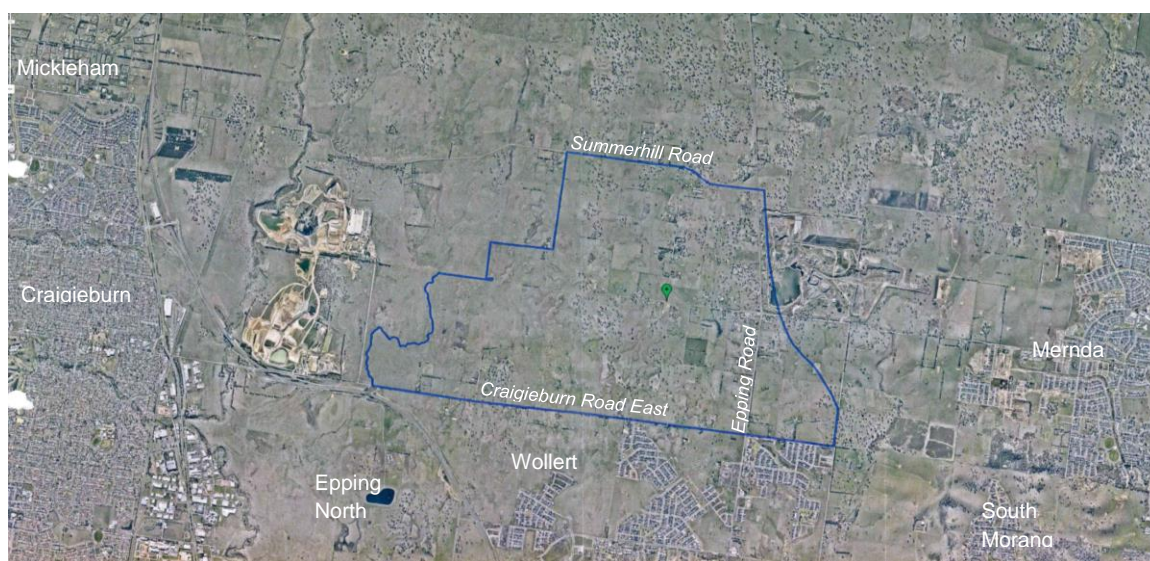 Mickleham
Summerhill Road
Craigieburn
Mernda
Epping Road
Craigieburn Road East
Wollert
Epping
North
South
Morang